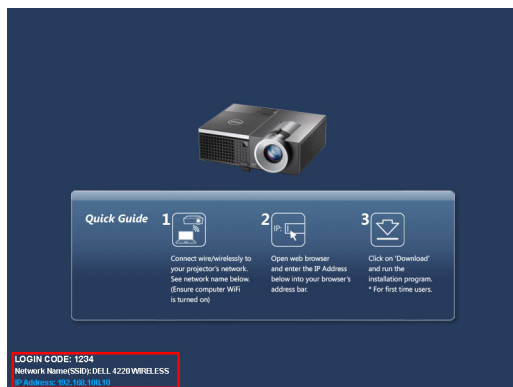 Quick Guide
1
Connect wire/wirelessly to
your projector's network.
See network name below.
(Ensure computer WiFi
is turned on)
2
IP:
Open web browser
and enter the IP Address
below into your browser's
address bar.
3
Click on 'Download'
and run the
installation program.
* For first time users.
LOGIN CODE: 1234
Network Name(SSID): DELL 4220 WIRELESS
IP Address: 192.168.100.10